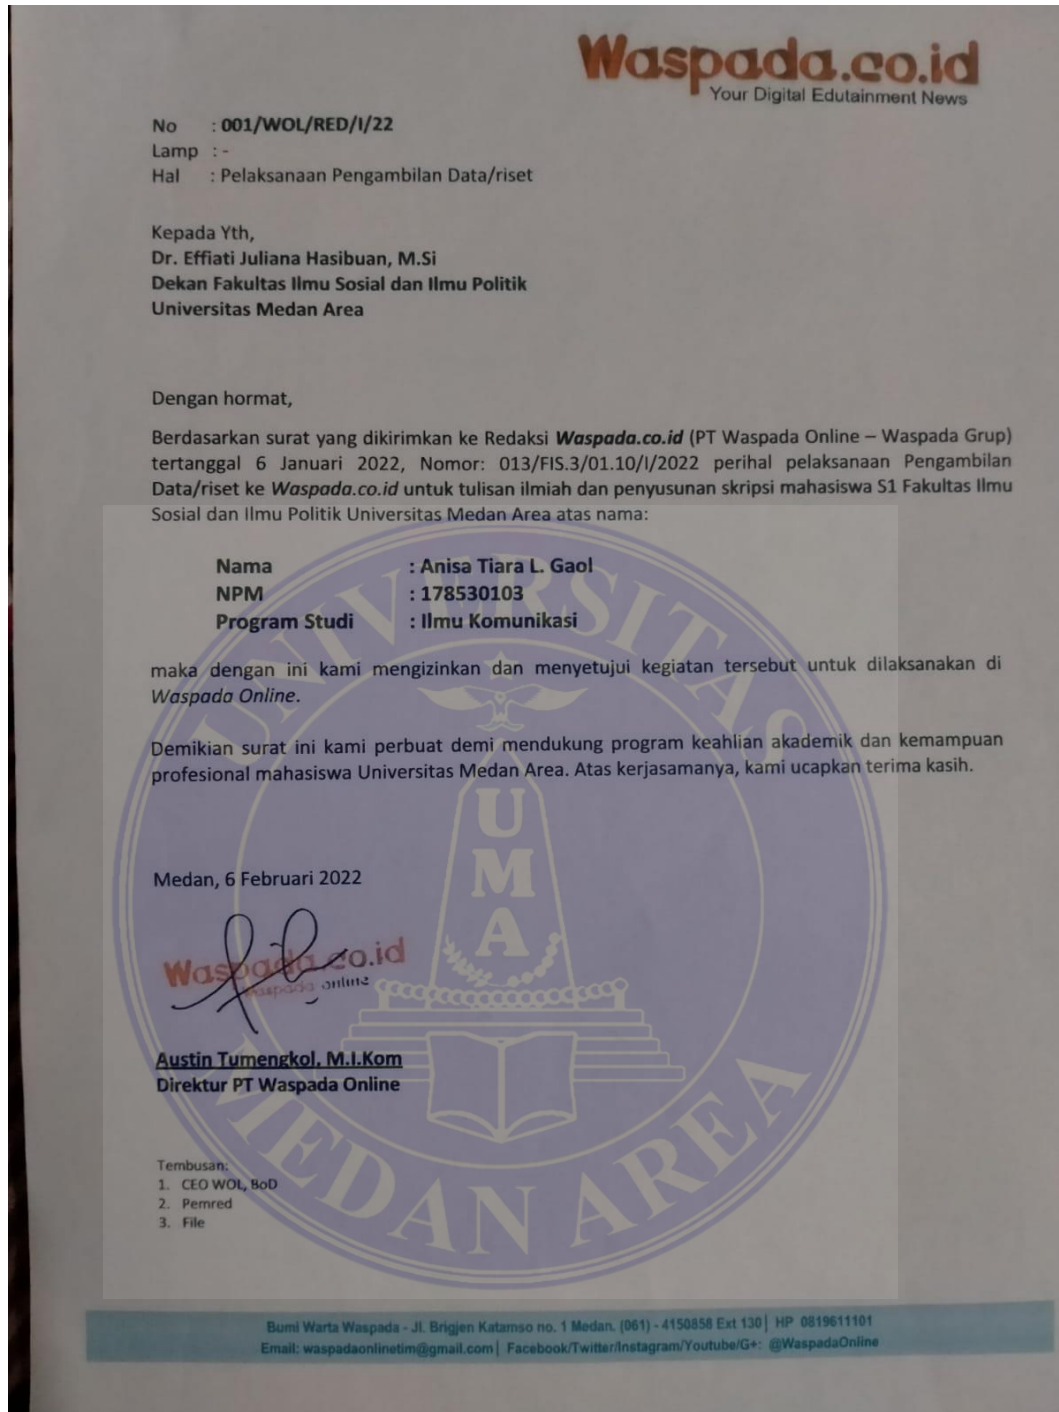 Waspada.co.id
Your Digital Edutainment News
No : 001/WOL/RED/I/22
Lamp : -
Hal : Pelaksanaan Pengambilan Data/riset
Kepada Yth,
Dr. Effiati Juliana Hasibuan, M.Si
Dekan Fakultas Ilmu Sosial dan Ilmu Politik
Universitas Medan Area
Dengan hormat,
Berdasarkan surat yang dikirimkan ke Redaksi Waspada.co.id (PT Waspada Online – Waspada Grup)
tertanggal 6 Januari 2022, Nomor: 013/FIS.3/01.10/I/2022 perihal pelaksanaan Pengambilan
Data/riset ke Waspada.co.id untuk tulisan ilmiah dan penyusunan skripsi mahasiswa S1 Fakultas Ilmu
Sosial dan Ilmu Politik Universitas Medan Area atas nama:
Nama : Anisa Tiara L. Gaol
NPM : 178530103
Program Studi : Ilmu Komunikasi
maka dengan ini kami mengizinkan dan menyetujui kegiatan tersebut untuk dilaksanakan di
Waspada Online.
Demikian surat ini kami perbuat demi mendukung program keahlian akademik dan kemampuan
profesional mahasiswa Universitas Medan Area. Atas kerjasamanya, kami ucapkan terima kasih.
Medan, 6 Februari 2022
Waspada.co.id
Waspada online
Austin Tumengkol, M.I.Kom
Direktur PT Waspada Online
Tembusan:
1. CEO WOL, BoD
2. Pemred
3. File
Bumi Warta Waspada - Jl. Brigjen Katamso no. 1 Medan. (061) - 4150858 Ext 130| HP 0819611101
Email: waspadaonlinetim@gmail.com| Facebook/Twitter/Instagram/Youtube/G+: @WaspadaOnline
UNIVERSITAS
UMA
MEDAN AREA